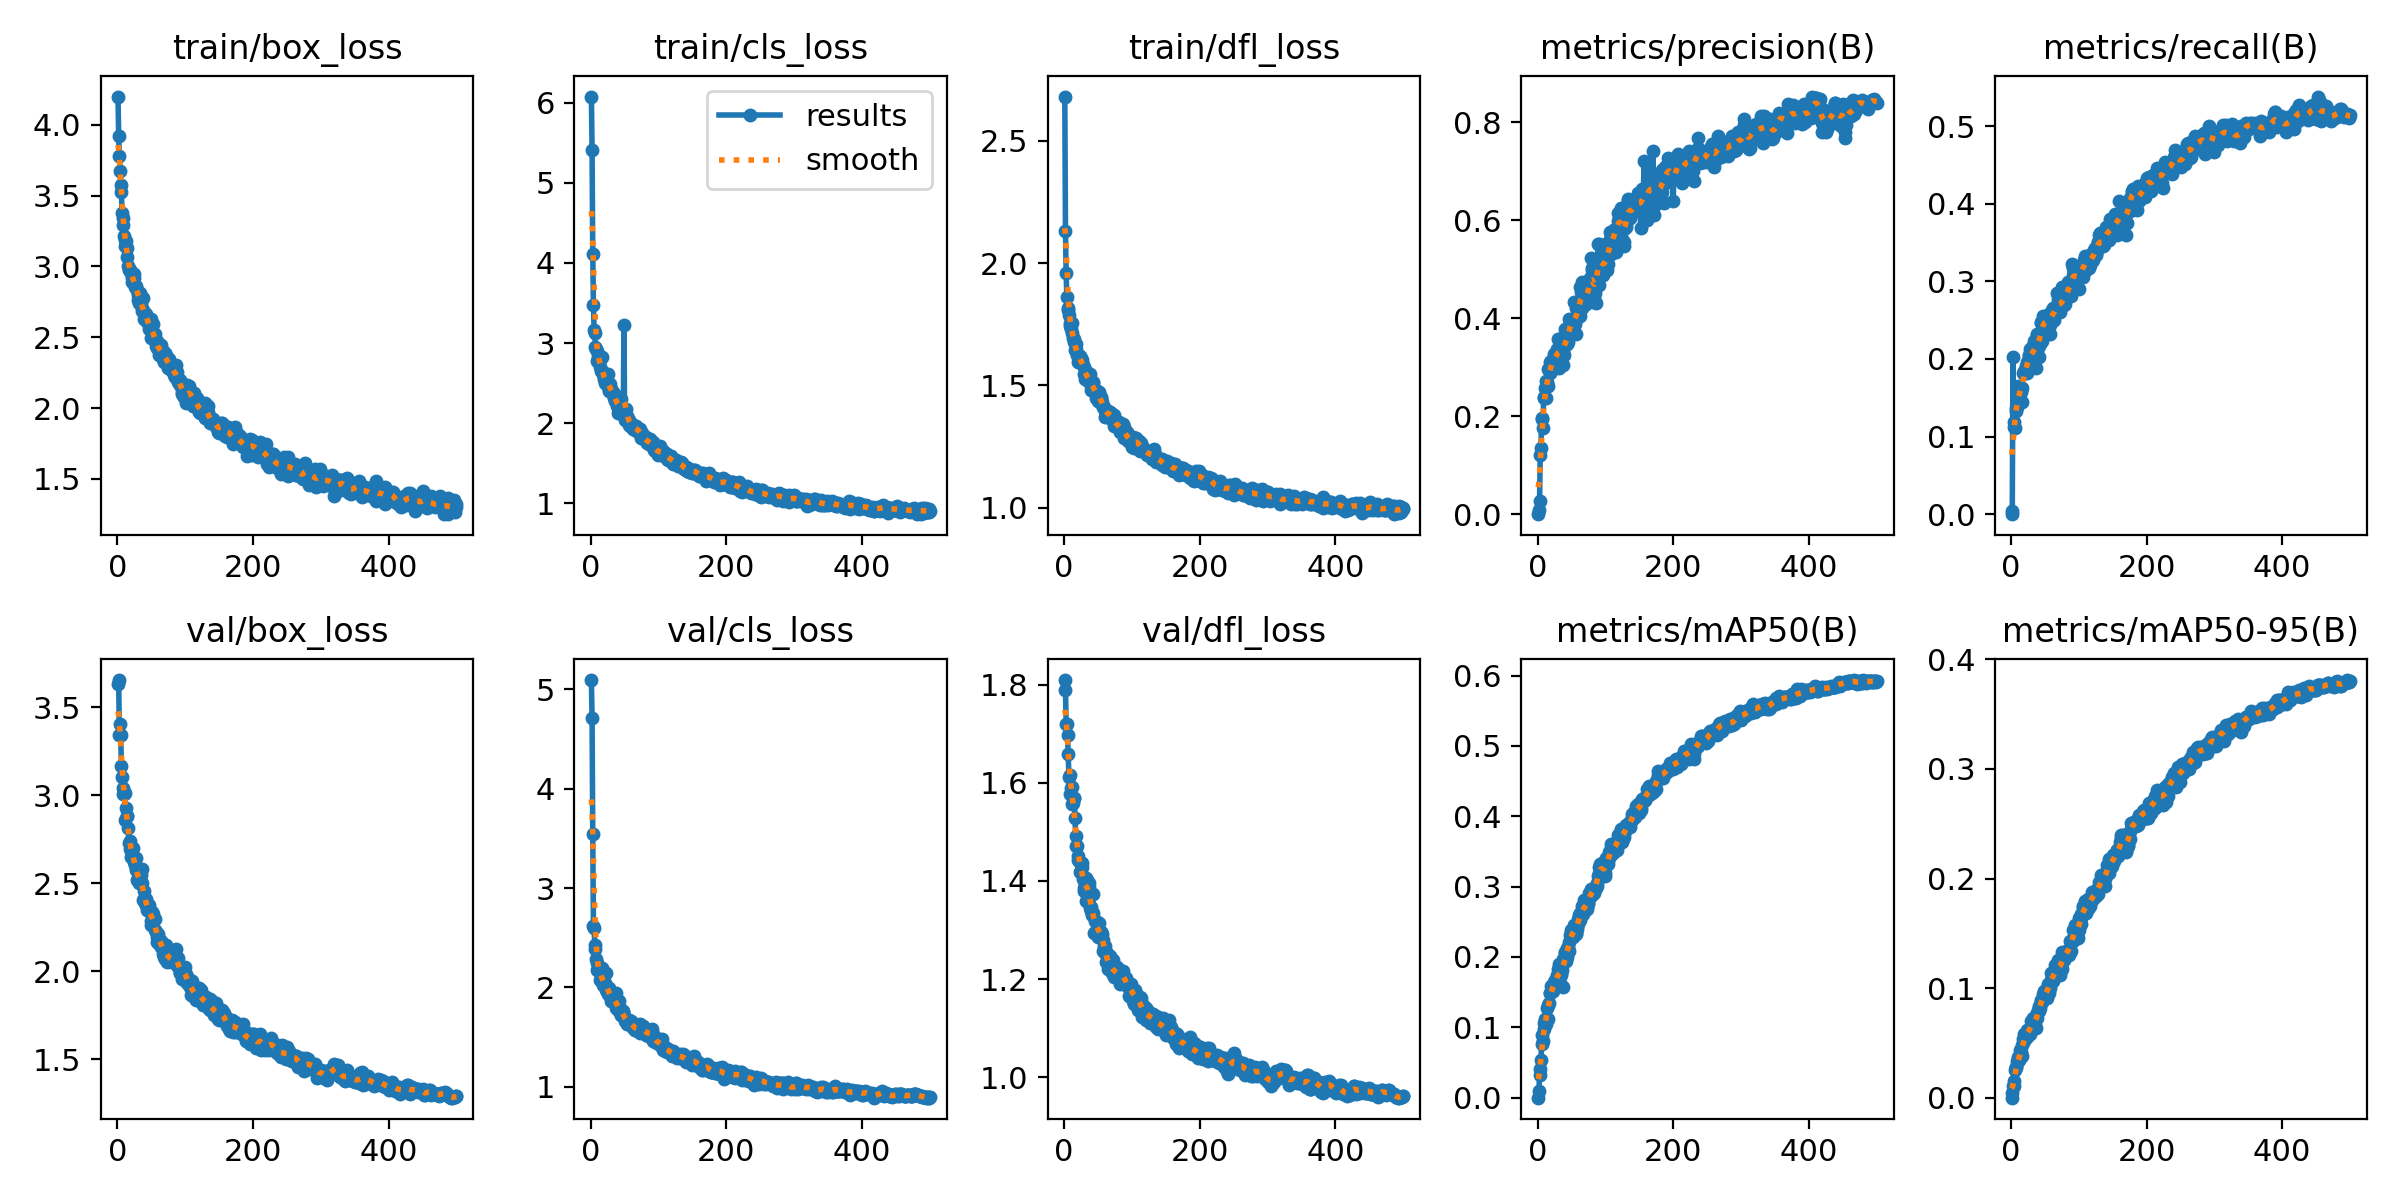 train/box_loss
4.0
3.5
3.0
2.5
2.0
1.5
0 200 400
train/cls_loss
results
smooth
6
5
4
3
2
1
0 200 400
train/dfl_loss
2.5
2.0
1.5
1.0
0 200 400
metrics/precision(B)
0.8
0.6
0.4
0.2
0.0
0 200 400
metrics/recall(B)
0.5
0.4
0.3
0.2
0.1
0.0
0 200 400
val/box_loss
3.5
3.0
2.5
2.0
1.5
0 200 400
val/cls_loss
5
4
3
2
1
0 200 400
val/dfl_loss
1.8
1.6
1.4
1.2
1.0
0 200 400
metrics/mAP50(B)
0.6
0.5
0.4
0.3
0.2
0.1
0.0
0 200 400
metrics/mAP50-95(B)
0.4
0.3
0.2
0.1
0.0
0 200 400